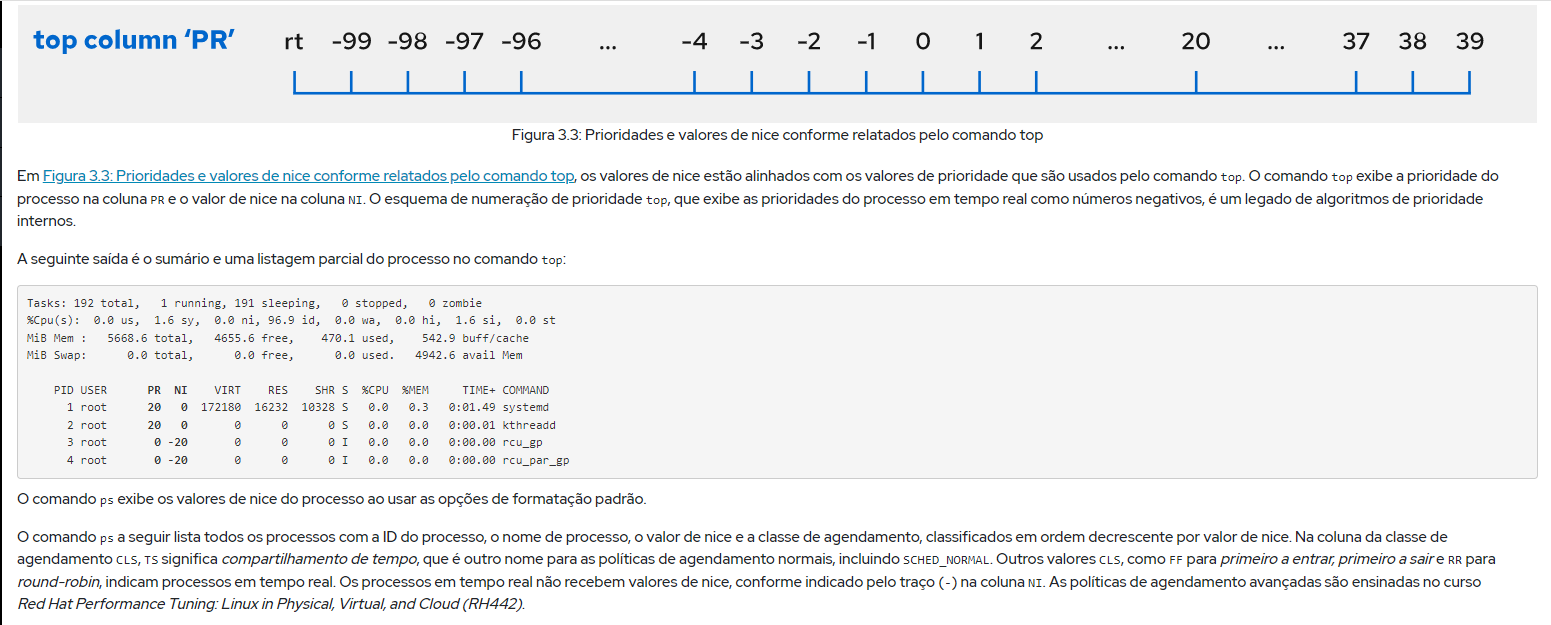 top column ‘PR’ rt -99 -98 -97 -96 ... -4 -3 -2 -1 0 1 2 ... 20 ... 37 38 39
Figura 3.3: Prioridades e valores de nice conforme relatados pelo comando top
Em Figura 3.3: Prioridades e valores de nice conforme relatados pelo comando top, os valores de nice estão alinhados com os valores de prioridade que são usados pelo comando top. O comando top exibe a prioridade do
processo na coluna PR e o valor de nice na coluna NI. O esquema de numeração de prioridade top, que exibe as prioridades do processo em tempo real como números negativos, é um legado de algoritmos de prioridade
internos.
A seguinte saída é o sumário e uma listagem parcial do processo no comando top:
Tasks: 192 total,   1 running, 191 sleeping,   0 stopped,   0 zombie
%Cpu(s):  0.0 us,  1.6 sy,  0.0 ni, 96.9 id,  0.0 wa,  0.0 hi,  1.6 si,  0.0 st
MiB Mem :   5668.6 total,   4655.6 free,    470.1 used,    542.9 buff/cache
MiB Swap:      0.0 total,      0.0 free,      0.0 used.   4942.6 avail Mem
PID USER      PR  NI    VIRT    RES    SHR S  %CPU  %MEM     TIME+ COMMAND
1 root      20   0  172180  16232  10328 S   0.0   0.3   0:01.49 systemd
2 root      20   0       0      0      0 S   0.0   0.0   0:00.01 kthreadd
3 root       0 -20       0      0      0 I   0.0   0.0   0:00.00 rcu_gp
4 root       0 -20       0      0      0 I   0.0   0.0   0:00.00 rcu_par_gp
O comando ps exibe os valores de nice do processo ao usar as opções de formatação padrão.
O comando ps a seguir lista todos os processos com a ID do processo, o nome de processo, o valor de nice e a classe de agendamento, classificados em ordem decrescente por valor de nice. Na coluna da classe de
agendamento CLS, TS significa compartilhamento de tempo, que é outro nome para as políticas de agendamento normais, incluindo SCHED_NORMAL. Outros valores CLS, como FF para primeiro a entrar, primeiro a sair e RR para
round-robin, indicam processos em tempo real. Os processos em tempo real não recebem valores de nice, conforme indicado pelo traço (-) na coluna NI. As políticas de agendamento avançadas são ensinadas no curso
Red Hat Performance Tuning: Linux in Physical, Virtual, and Cloud (RH442).